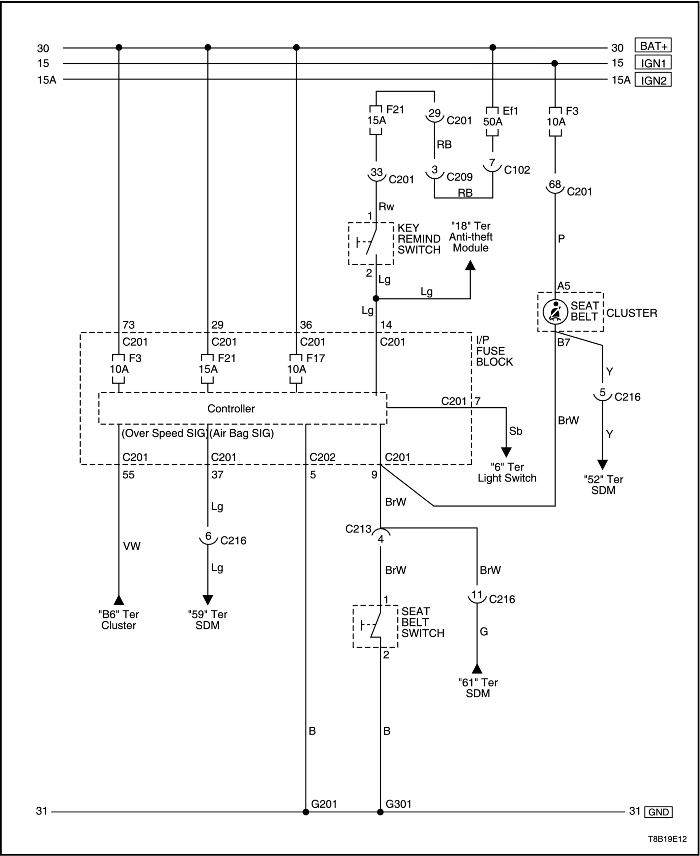 30 30 BAT+
15 15 IGN1
15A 15A IGN2
F21
15A
29 C201
Ef1
50A
F3
10A
RB
33 C201
3 C209
7 C102
68 C201
RB
Rw
1
KEY
REMIND
SWITCH
"18" Ter
Anti-theft
Module
P
2
Lg
Lg
Lg
A5
SEAT
BELT
CLUSTER
73 29 36 14
C201 C201 C201 C201
I/P
FUSE
BLOCK
B7
F3
10A
F21
15A
F17
10A
Y
5 C216
Controller
C201 7
BrW
(Over Speed SIG) (Air Bag SIG)
Sb
Y
C201 C201 C202 C201
"6" Ter
Light Switch
55 37 5 9
"52" Ter
SDM
BrW
Lg
C213
4
6 C216
VW
Lg
BrW
BrW
1
11 C216
"B6" Ter
Cluster
"59" Ter
SDM
SEAT
BELT
SWITCH
G
2
"61" Ter
SDM
B B
G201 G301
31 31 GND
T8B19E12